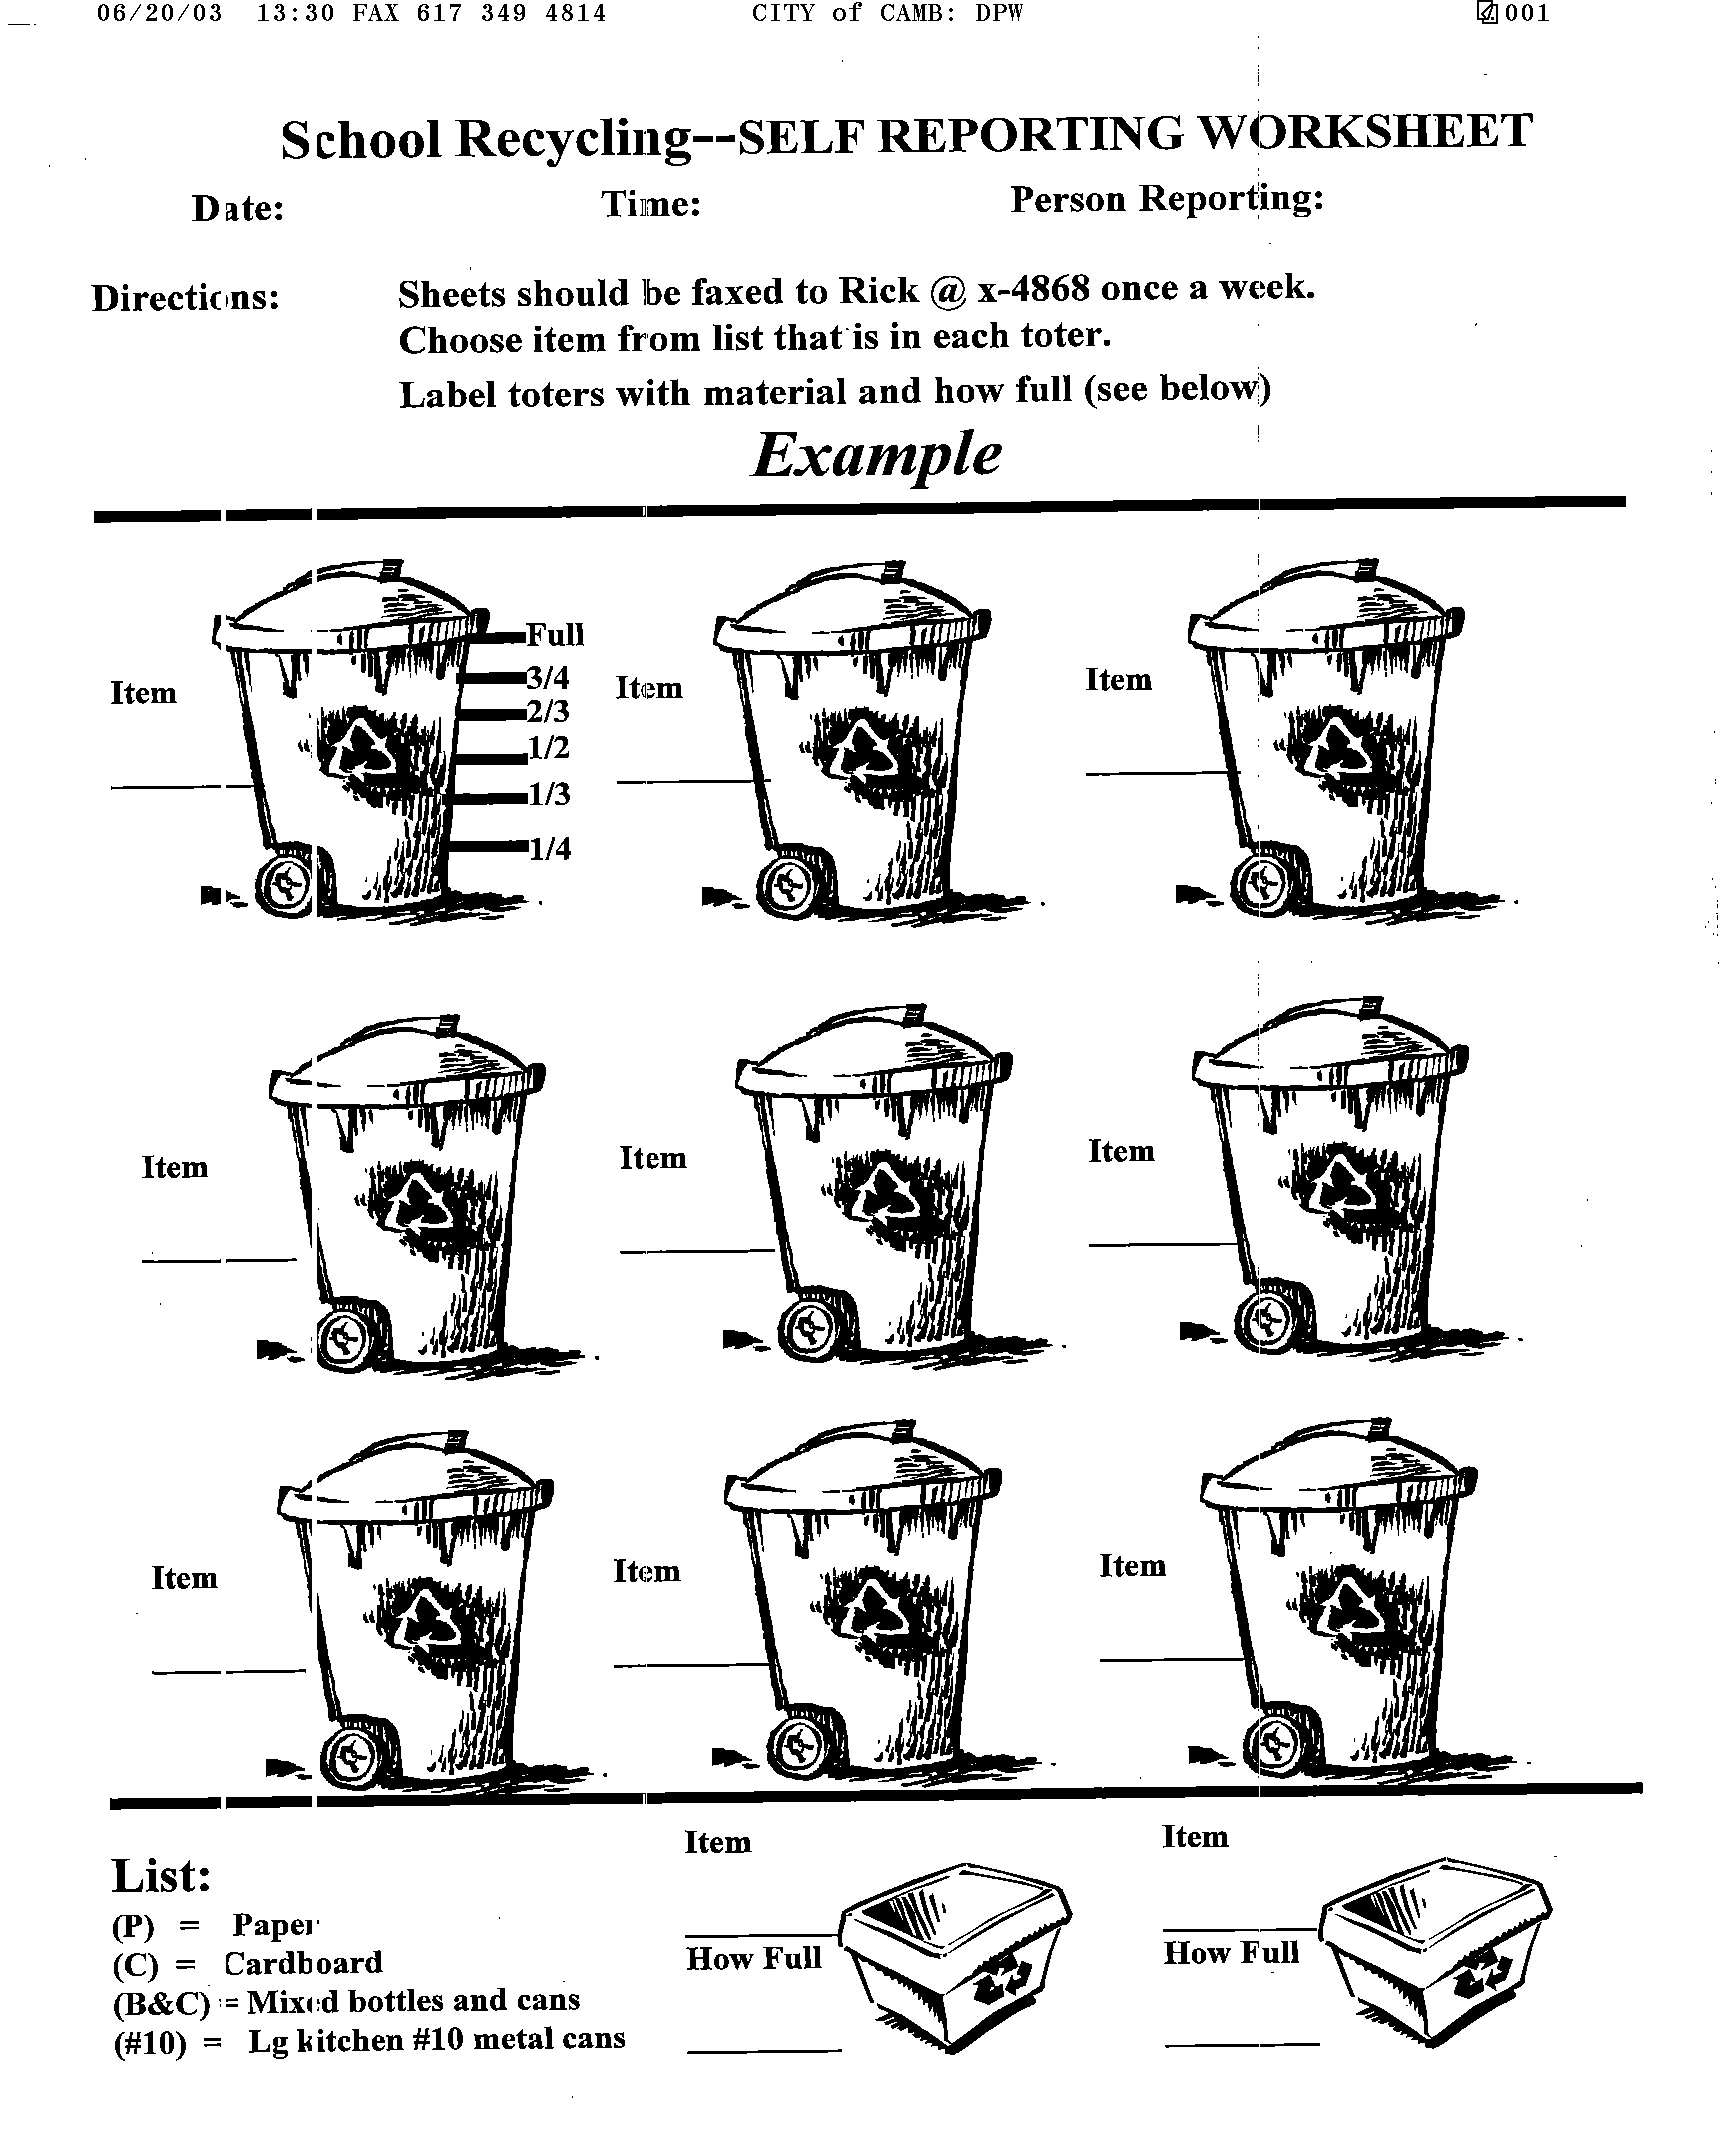 06/20/03 13:30 FAX 617 349 4814 CITY of CAMB: DPW 001
School Recycling--SELF REPORTING WORKSHEET
Date: Time: Person Reporting:
Directions: Sheets should be faxed to Rick @ x-4868 once a week.
Choose item from list that is in each toter.
Label toters with material and how full (see below)
Example
Full
3/4
Item Item Item
2/3
1/2
1/3
1/4
Item Item Item
Item Item Item
Item Item
List:
(P) = Paper
How Full How Full
(C) = Cardboard
(B&C) = Mixed bottles and cans
(#10) = Lg kitchen #10 metal cans